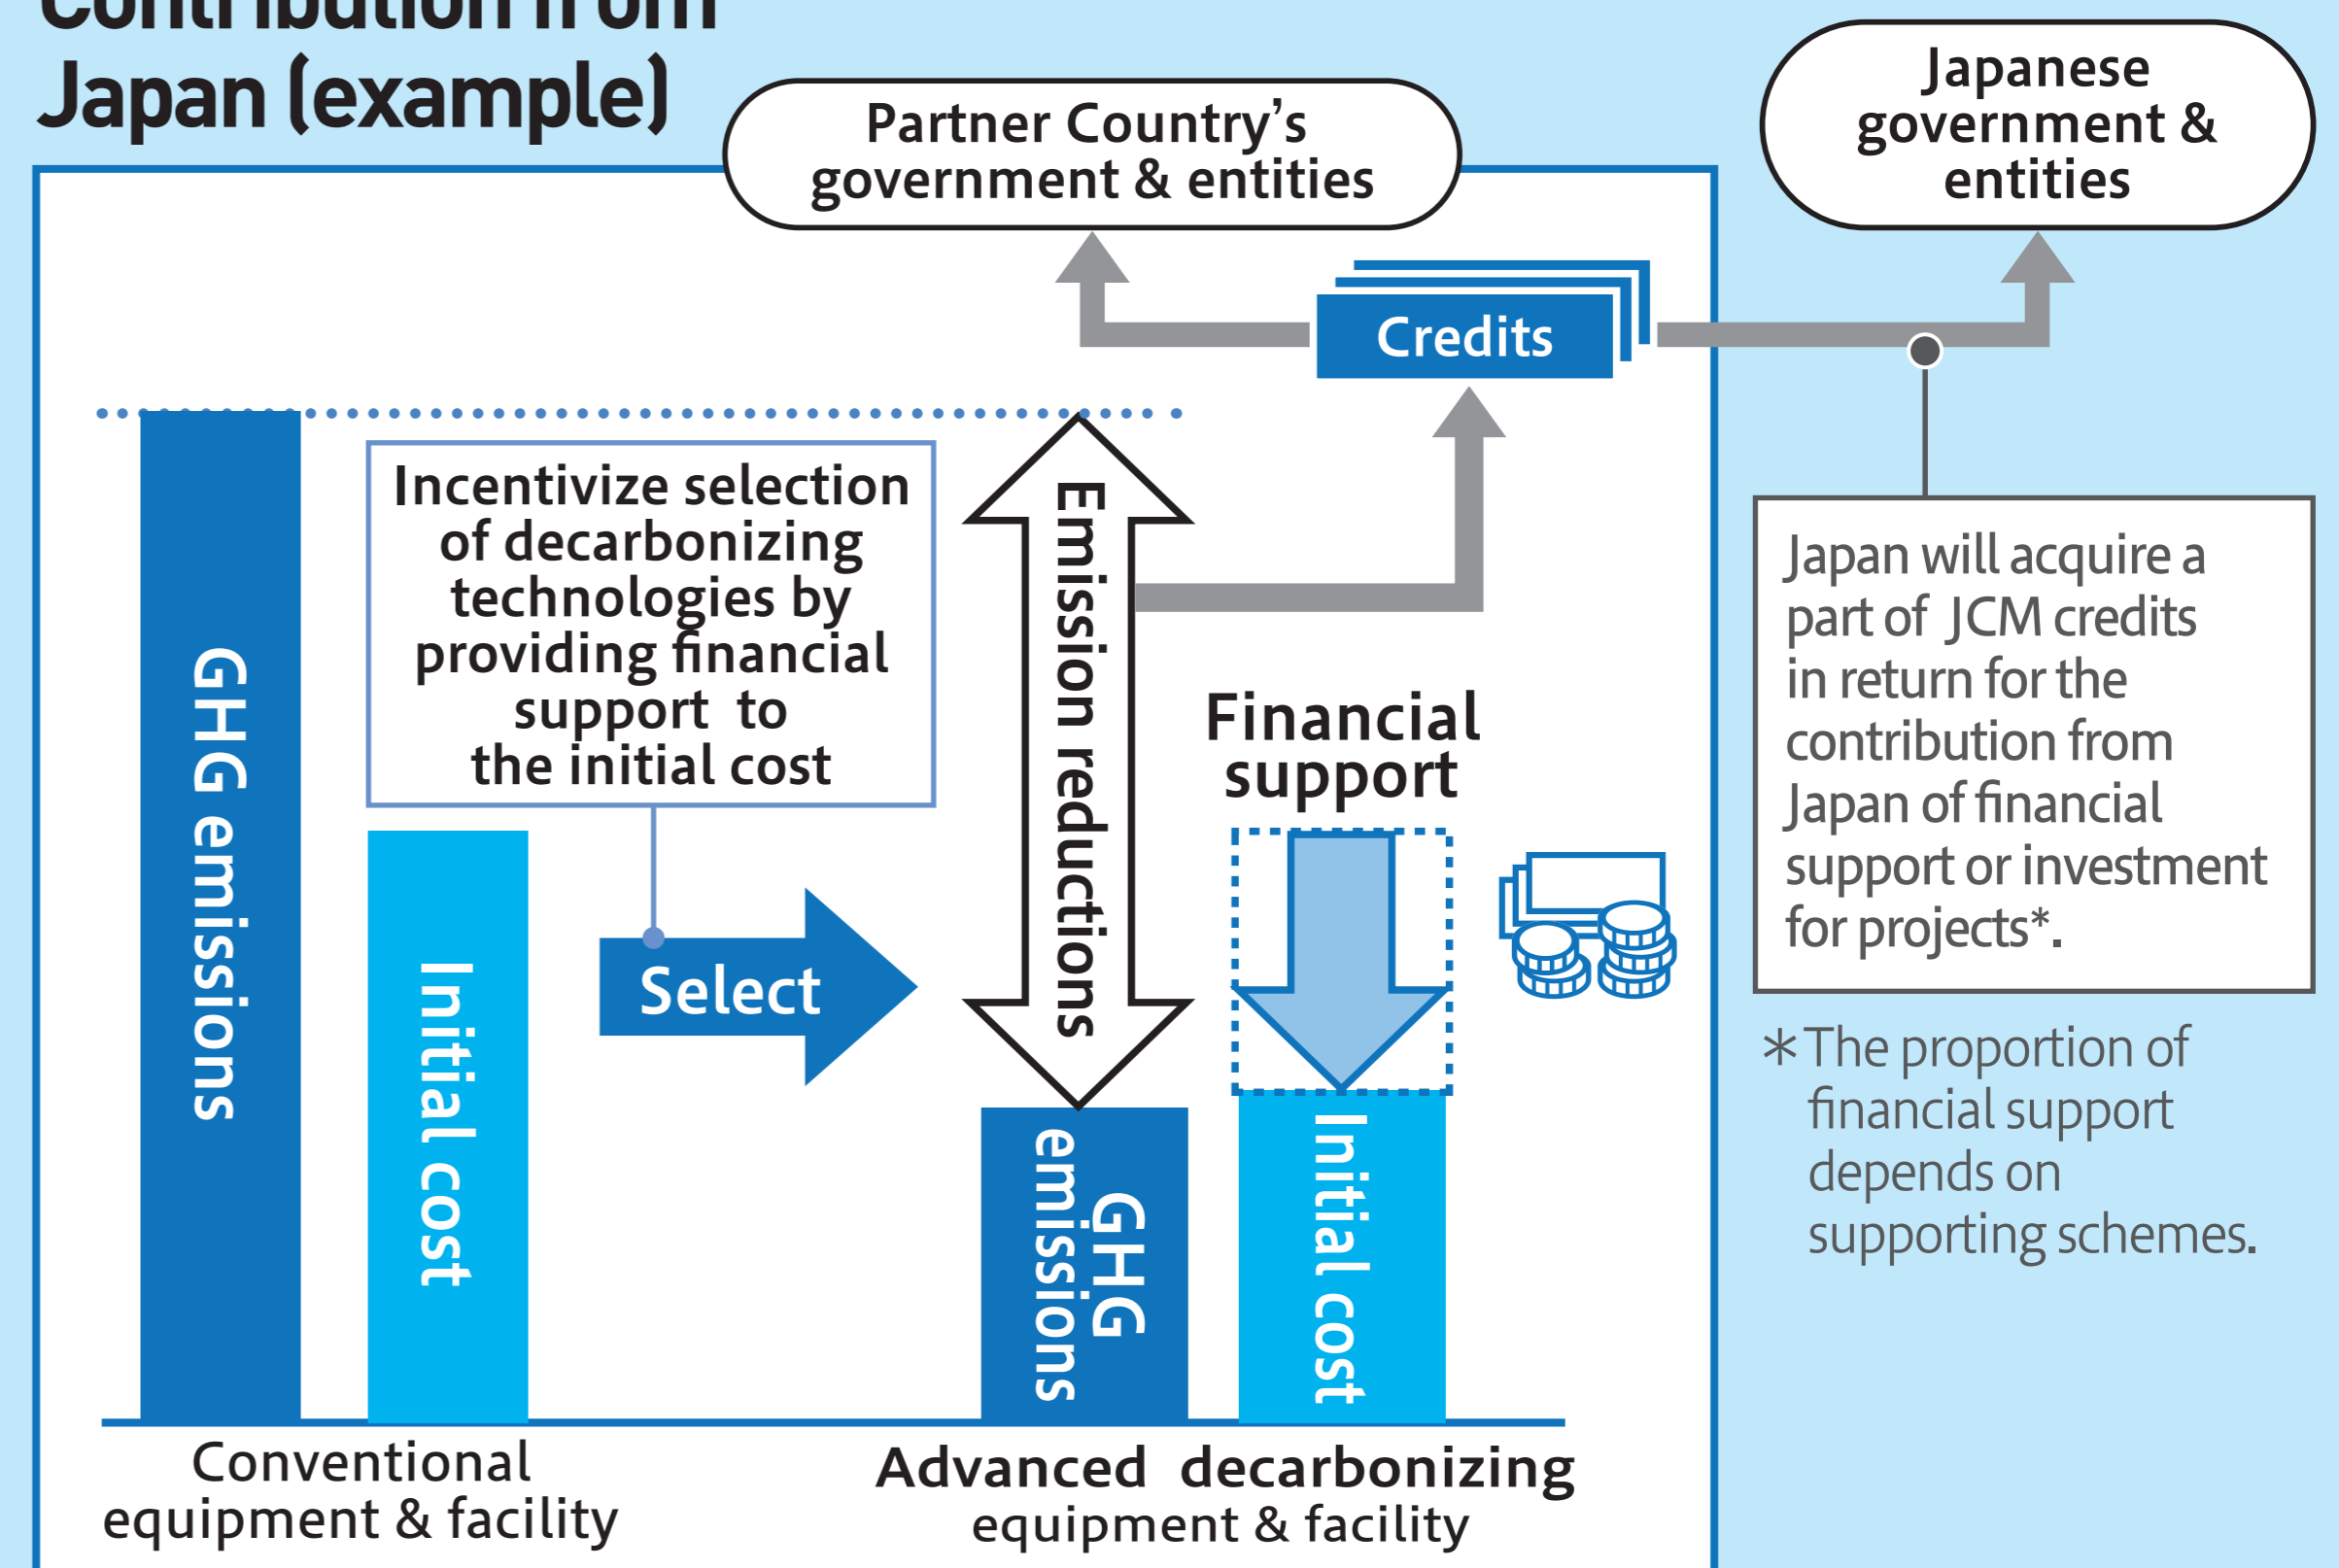 Contribution from
Japan (example)
Partner Country’s
government & entities
Japanese
government &
entities
Credits
Incentivize selection
of decarbonizing
technologies by
providing financial
support to
the initial cost
GHG emissions
Initial cost
Select
Emission reductions
Financial
support
GHG
emissions
Initial cost
Japan will acquire a
part of JCM credits
in return for the
contribution from
Japan of financial
support or investment
for projects*.
*The proportion of
financial support
depends on
supporting schemes.
Conventional
equipment & facility
Advanced decarbonizing
equipment & facility